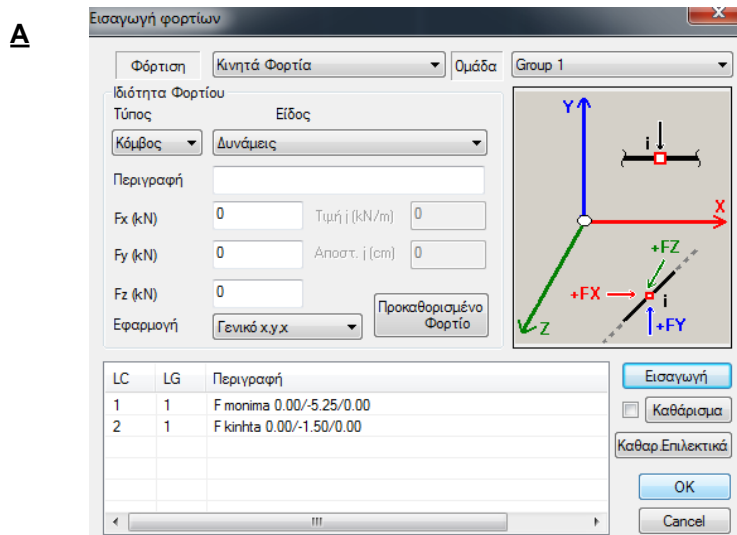 A
Εισαγωγή φορτίων
Φόρτιση Κινητά Φορτία Ομάδα Group 1
Ιδιότητα Φορτίου
Τύπος Είδος
Κόμβος Δυνάμεις
Περιγραφή
Fx (kN) 0 Τιμή j (kN/m) 0
Fy (kN) 0 Αποστ. j (cm) 0
Fz (kN) 0
Προκαθορισμένο Φορτίο
Εφαρμογή Γενικό x,y,x
Y
i
X
+FZ
+FX
i
+FY
Z
LC LG Περιγραφή
1 1 F monima 0.00/-5.25/0.00
2 1 F kinhta 0.00/-1.50/0.00
Εισαγωγή
Καθάρισμα
Καθαρ.Επιλεκτικά
OK
Cancel